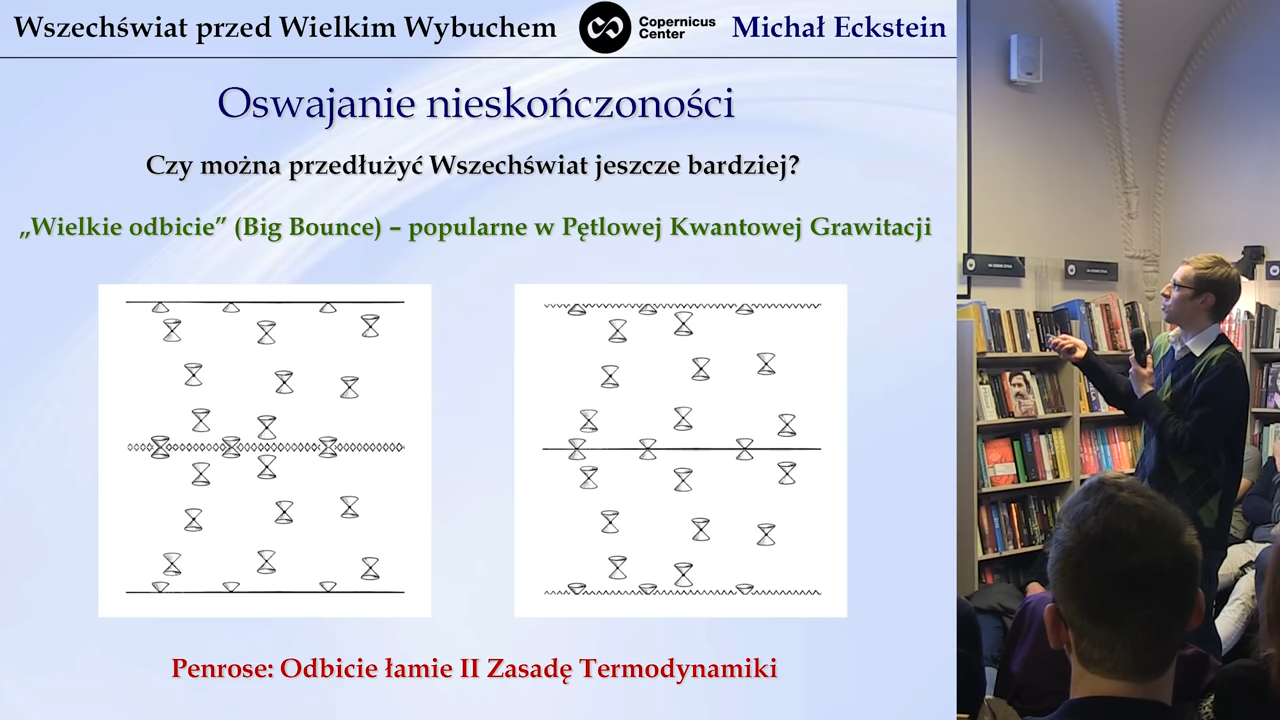 Wszechświat przed Wielkim Wybuchem
Copernicus
Center
Michał Eckstein
Oswajanie nieskończoności
Czy można przedłużyć Wszechświat jeszcze bardziej?
„Wielkie odbicie” (Big Bounce) – popularne w Pętlowej Kwantowej Grawitacji
Penrose: Odbicie łamie II Zasadę Termodynamiki